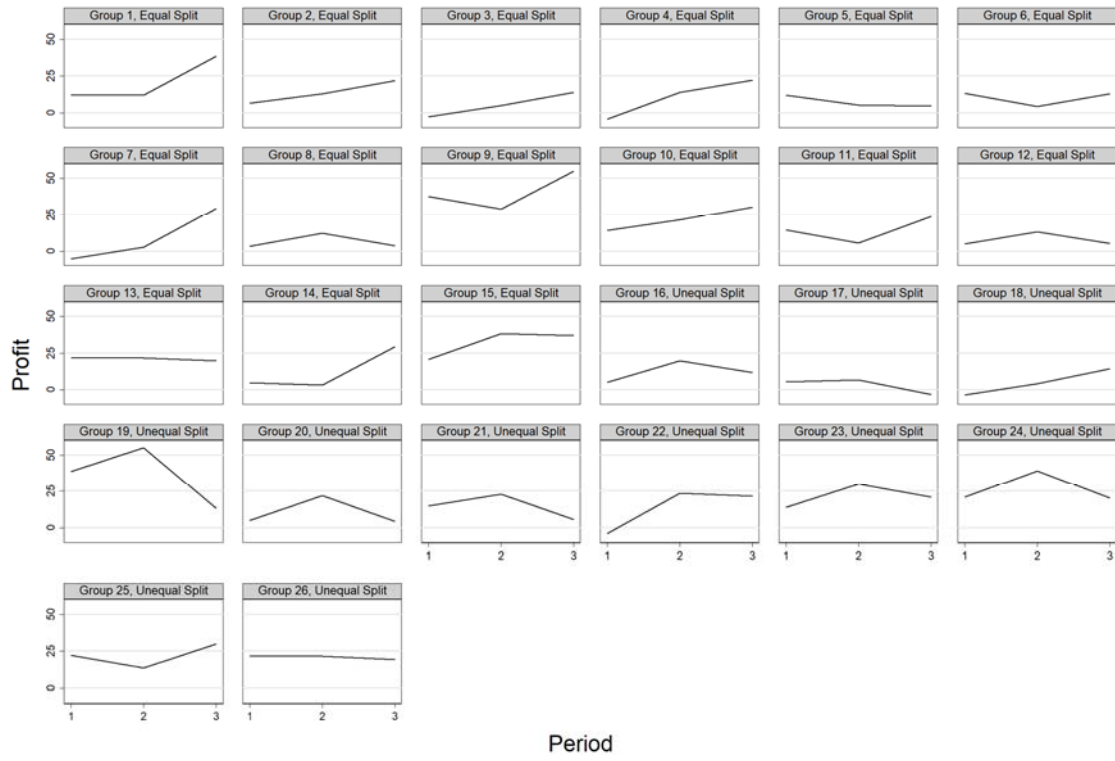 Group 1, Equal Split
Group 2, Equal Split
Group 3, Equal Split
Group 4, Equal Split
Group 5, Equal Split
Group 6, Equal Split
50
25
0
Group 7, Equal Split
Group 8, Equal Split
Group 9, Equal Split
Group 10, Equal Split
Group 11, Equal Split
Group 12, Equal Split
50
25
0
Group 13, Equal Split
Group 14, Equal Split
Group 15, Equal Split
Group 16, Unequal Split
Group 17, Unequal Split
Group 18, Unequal Split
50
25
0
Profit
Group 19, Unequal Split
Group 20, Unequal Split
Group 21, Unequal Split
Group 22, Unequal Split
Group 23, Unequal Split
Group 24, Unequal Split
50
25
0
1 2 3
1 2 3
1 2 3
1 2 3
Group 25, Unequal Split
Group 26, Unequal Split
50
25
0
1 2 3
1 2 3
Period